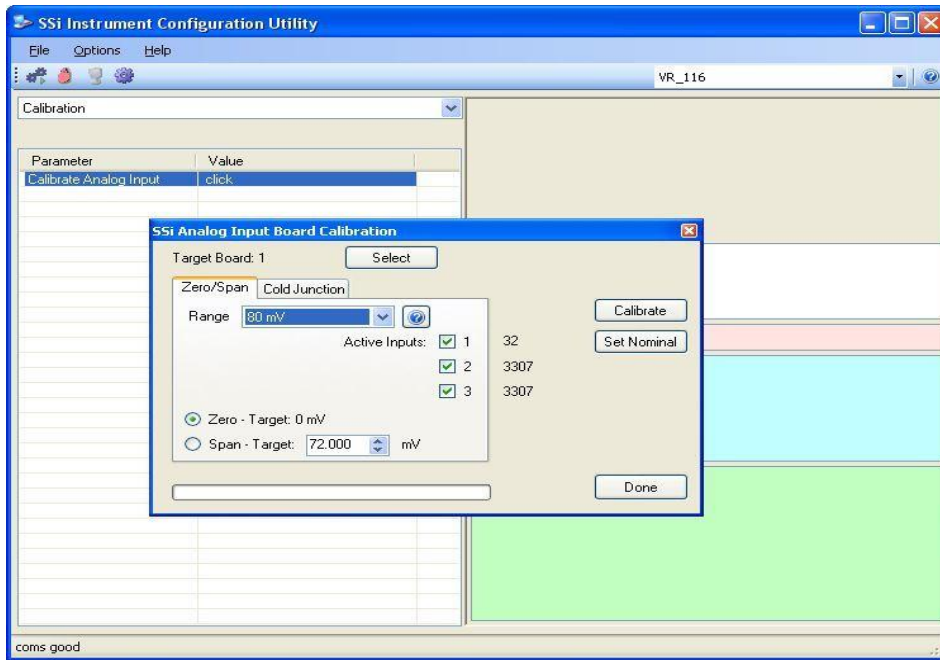 SSi Instrument Configuration Utility
File Options Help
VR_116
Calibration
Parameter Value
Calibrate Analog Input click
SSi Analog Input Board Calibration
Target Board: 1 Select
Zero/Span Cold Junction
Range 80 mV
Calibrate
Active Inputs: 1 32
Set Nominal
2 3307
3 3307
Zero - Target: 0 mV
Span - Target: 72.000 mV
Done
coms good